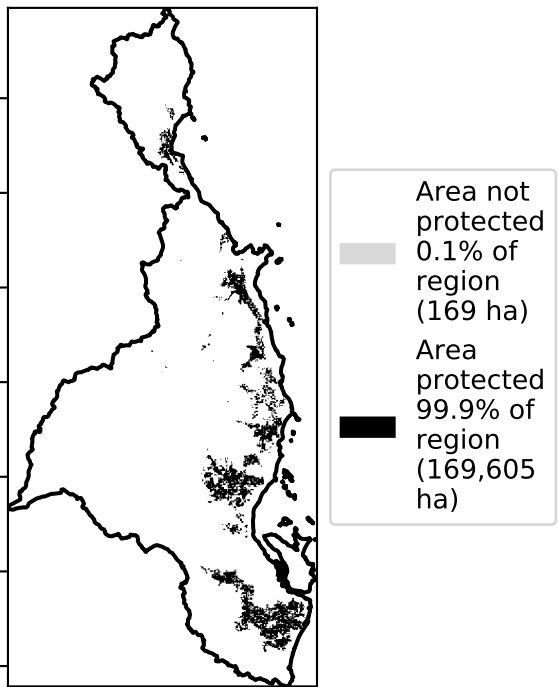 Area not
protected
0.1% of
region
(169 ha)
Area
protected
99.9% of
region
(169,605
ha)